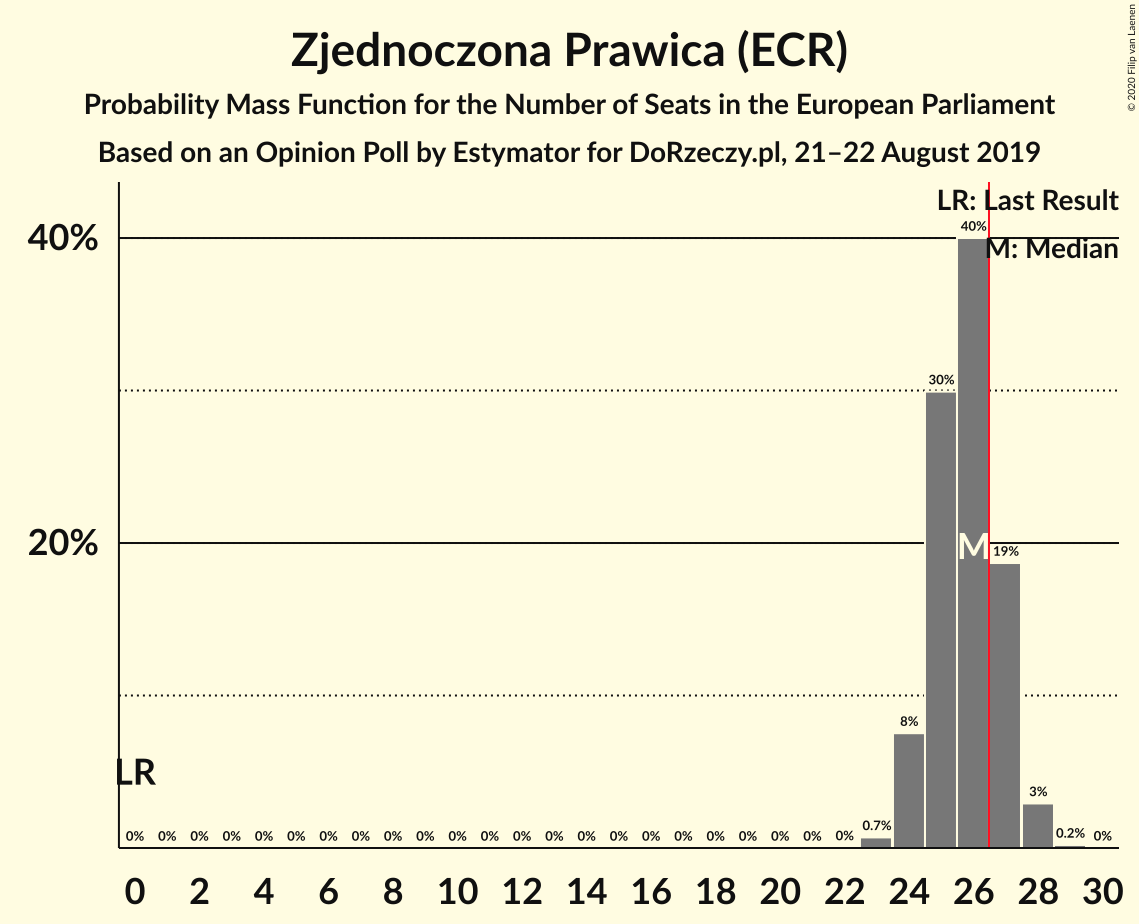 Zjednoczona Prawica (ECR)
Probability Mass Function for the Number of Seats in the European Parliament
Based on an Opinion Poll by Estymator for DoRzeczy.pl, 21–22 August 2019
© 2020 Filip van Laenen
LR: Last Result
M: Median
40%
20%
40%
30%
M
19%
8%
LR
3%
0% 0% 0% 0% 0% 0% 0% 0% 0% 0% 0% 0% 0% 0% 0% 0% 0% 0% 0% 0% 0% 0% 0% 0.7% 0.2% 0%
0 2 4 6 8 10 12 14 16 18 20 22 24 26 28 30